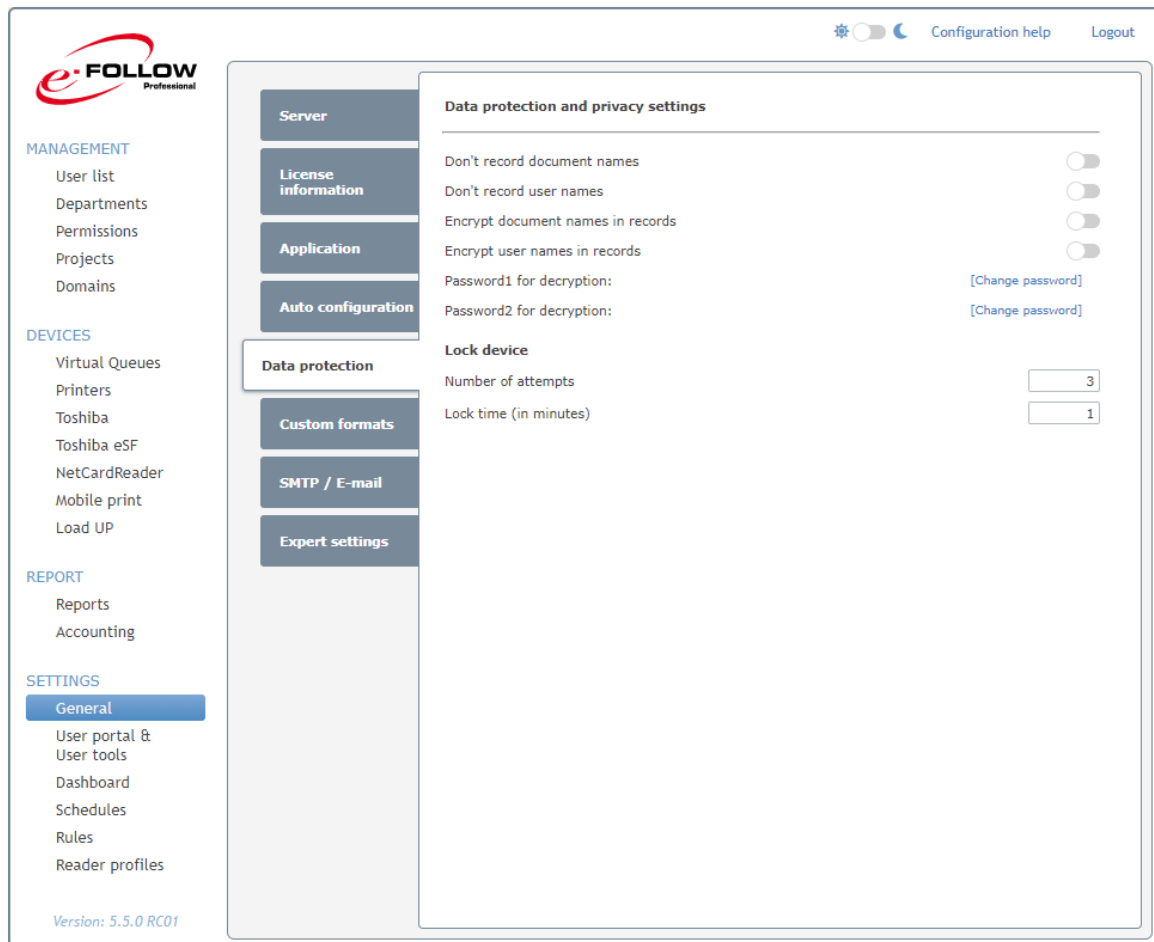 Configuration help
Logout
e-FOLLOW
Professional
MANAGEMENT
User list
Departments
Permissions
Projects
Domains
DEVICES
Virtual Queues
Printers
Toshiba
Toshiba eSF
NetCardReader
Mobile print
Load UP
REPORT
Reports
Accounting
SETTINGS
General
User portal &
User tools
Dashboard
Schedules
Rules
Reader profiles
Version: 5.5.0 RC01
Server
License
information
Application
Auto configuration
Data protection
Custom formats
SMTP / E-mail
Expert settings
Data protection and privacy settings
Don't record document names
Don't record user names
Encrypt document names in records
Encrypt user names in records
Password1 for decryption: [Change password]
Password2 for decryption: [Change password]
Lock device
Number of attempts 3
Lock time (in minutes) 1